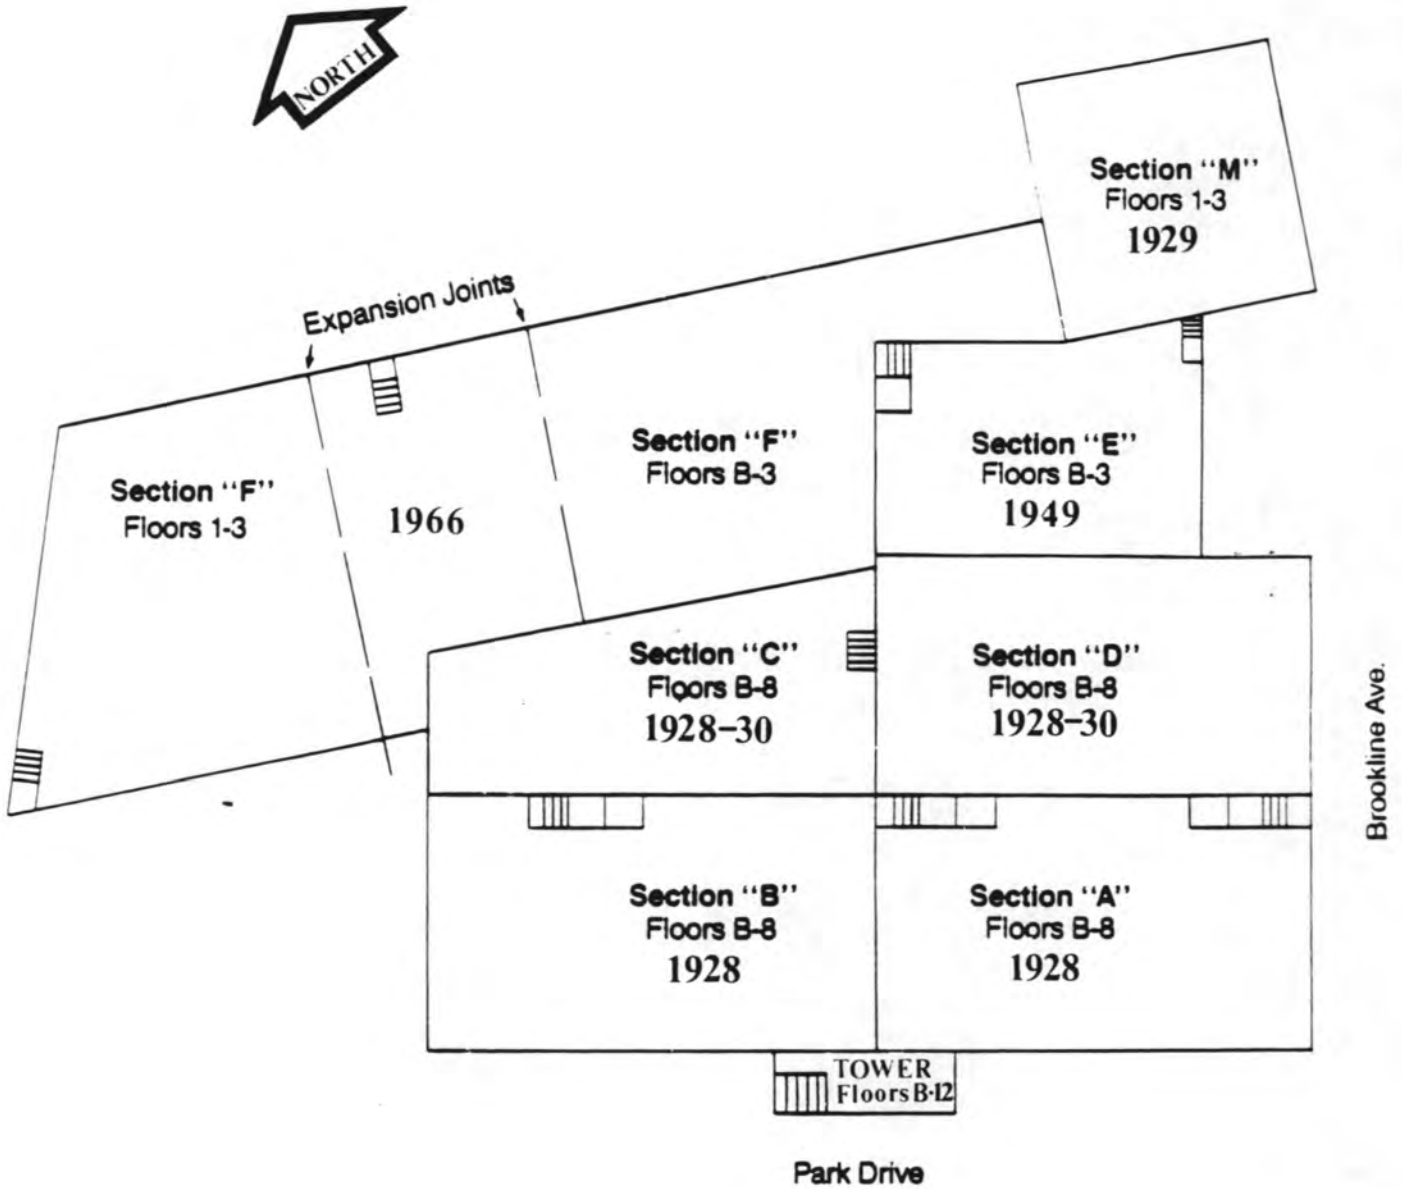 NORTH
Section “M”
Floors 1-3
1929
Expansion Joints
Section “F”
Floors 1-3
1966
Section “F”
Floors B-3
Section “E”
Floors B-3
1949
Section “C”
Floors B-8
1928-30
Section “D”
Floors B-8
1928-30
Brookline Ave.
Section “B”
Floors B-8
1928
Section “A”
Floors B-8
1928
TOWER
Floors B-12
Park Drive